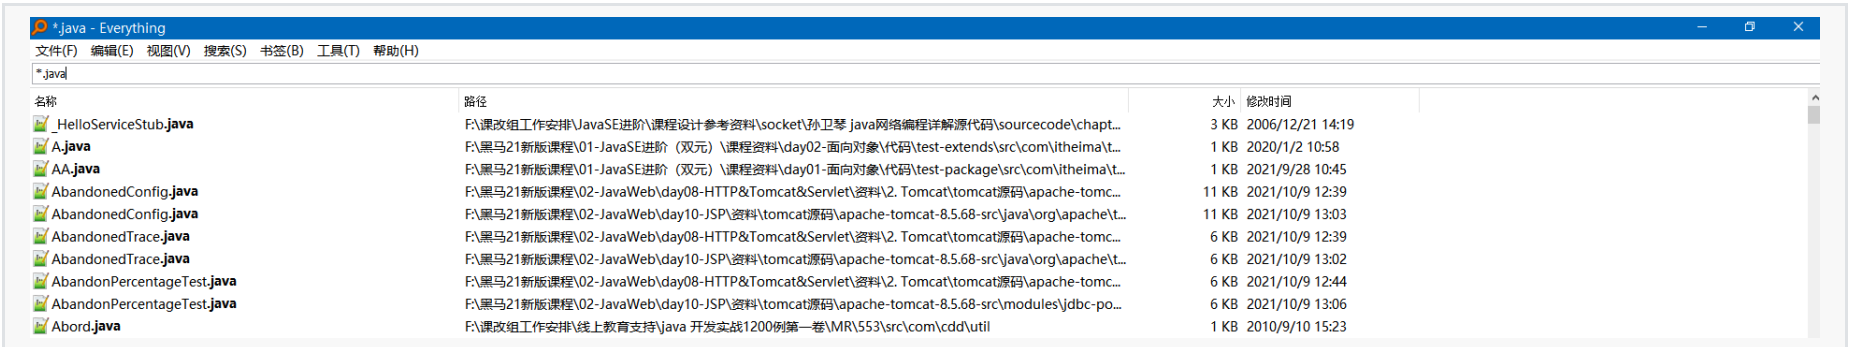 *.java - Everything
文件(F) 编辑(E) 视图(V) 搜索(S) 书签(B) 工具(T) 帮助(H)
*.java
名称 路径 大小 修改时间
_HelloServiceStub.java F:\课改组工作安排\JavaSE进阶\课程设计参考资料\socket\孙卫琴 java网络编程详解源代码\sourcecode\chapt... 3 KB 2006/12/21 14:19
A.java F:\黑马21新版课程\01-JavaSE进阶（双元）\课程资料\day02-面向对象\代码\test-extends\src\com\itheima\t... 1 KB 2020/1/2 10:58
AA.java F:\黑马21新版课程\01-JavaSE进阶（双元）\课程资料\day01-面向对象\代码\test-package\src\com\itheima\t... 1 KB 2021/9/28 10:45
AbandonedConfig.java F:\黑马21新版课程\02-JavaWeb\day08-HTTP&Tomcat&Servlet\资料\2. Tomcat\tomcat源码\apache-tomc... 11 KB 2021/10/9 12:39
AbandonedConfig.java F:\黑马21新版课程\02-JavaWeb\day10-JSP\资料\tomcat源码\apache-tomcat-8.5.68-src\java\org\apache\t... 11 KB 2021/10/9 13:03
AbandonedTrace.java F:\黑马21新版课程\02-JavaWeb\day08-HTTP&Tomcat&Servlet\资料\2. Tomcat\tomcat源码\apache-tomc... 6 KB 2021/10/9 12:39
AbandonedTrace.java F:\黑马21新版课程\02-JavaWeb\day10-JSP\资料\tomcat源码\apache-tomcat-8.5.68-src\java\org\apache\t... 6 KB 2021/10/9 13:02
AbandonPercentageTest.java F:\黑马21新版课程\02-JavaWeb\day08-HTTP&Tomcat&Servlet\资料\2. Tomcat\tomcat源码\apache-tomc... 6 KB 2021/10/9 12:44
AbandonPercentageTest.java F:\黑马21新版课程\02-JavaWeb\day10-JSP\资料\tomcat源码\apache-tomcat-8.5.68-src\modules\jdbc-po... 6 KB 2021/10/9 13:06
Abord.java F:\课改组工作安排\线上教育支持\java 开发实战1200例第一卷\MR\553\src\com\cdd\util 1 KB 2010/9/10 15:23